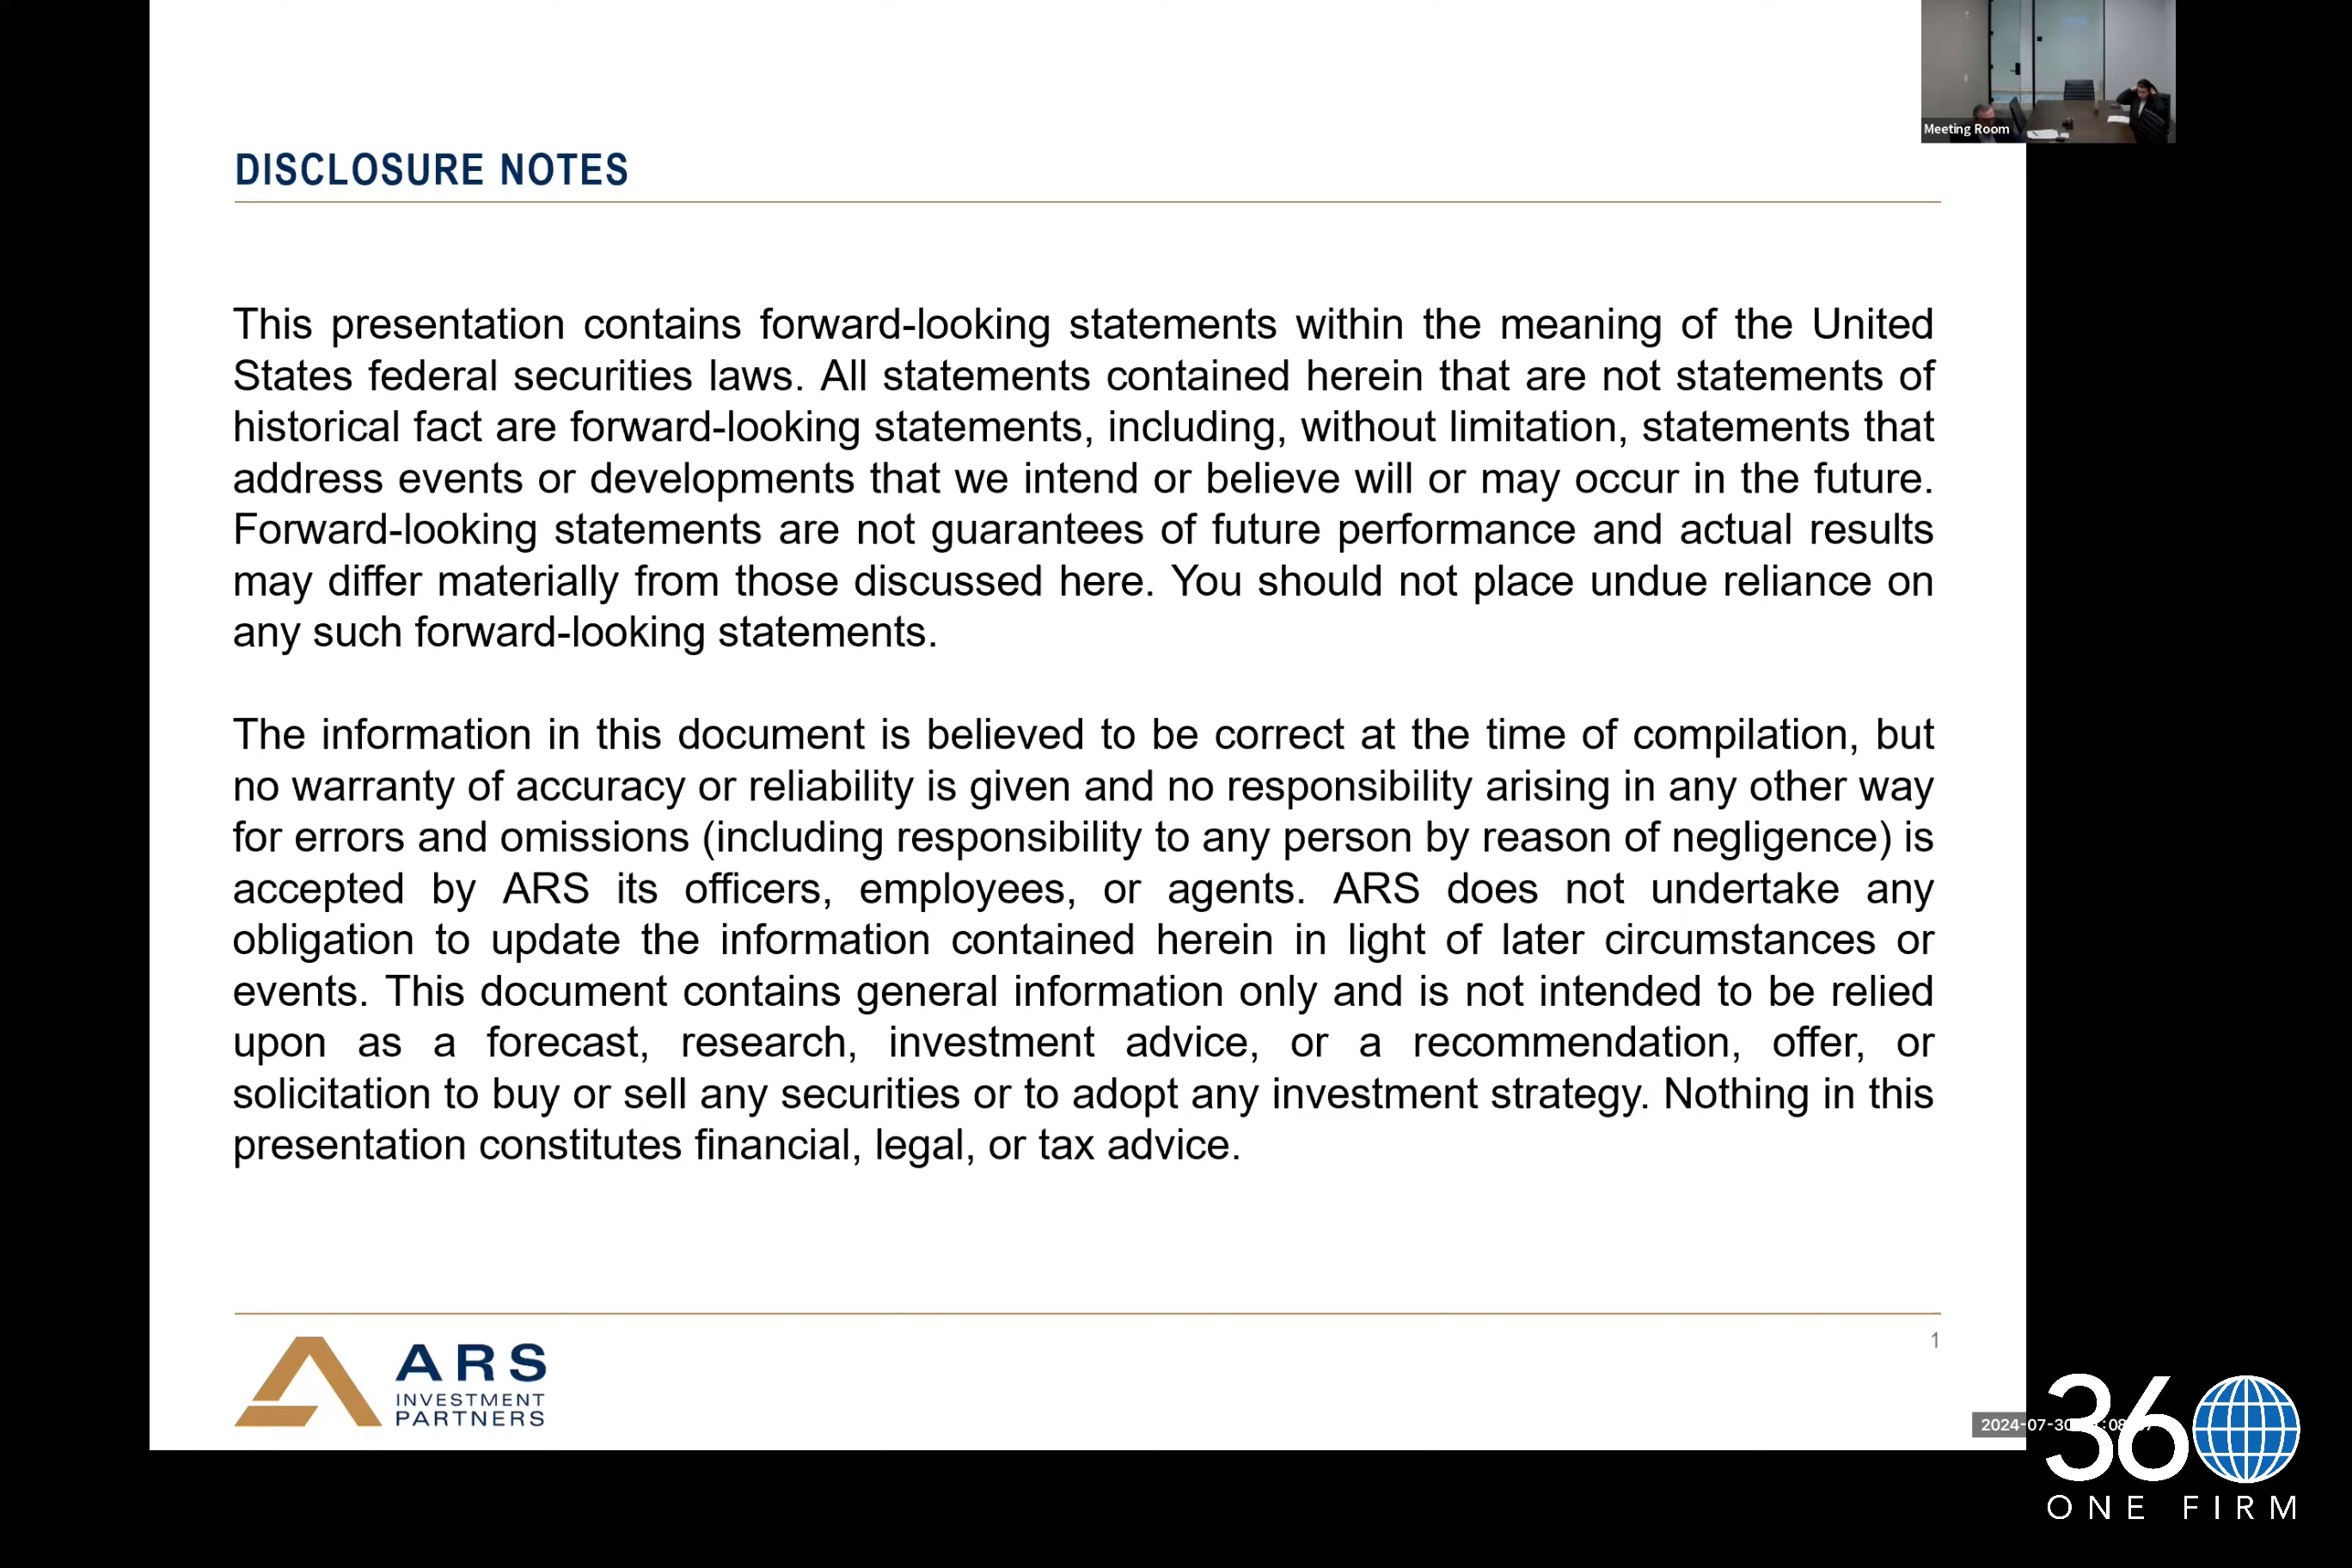 Meeting Room
DISCLOSURE NOTES
This presentation contains forward-looking statements within the meaning of the United
States federal securities laws. All statements contained herein that are not statements of
historical fact are forward-looking statements, including, without limitation, statements that
address events or developments that we intend or believe will or may occur in the future.
Forward-looking statements are not guarantees of future performance and actual results
may differ materially from those discussed here. You should not place undue reliance on
any such forward-looking statements.
The information in this document is believed to be correct at the time of compilation, but
no warranty of accuracy or reliability is given and no responsibility arising in any other way
for errors and omissions (including responsibility to any person by reason of negligence) is
accepted by ARS its officers, employees, or agents. ARS does not undertake any
obligation to update the information contained herein in light of later circumstances or
events. This document contains general information only and is not intended to be relied
upon as a forecast, research, investment advice, or a recommendation, offer, or
solicitation to buy or sell any securities or to adopt any investment strategy. Nothing in this
presentation constitutes financial, legal, or tax advice.
1
ARS
INVESTMENT
PARTNERS
2024-07-30
360
ONE FIRM